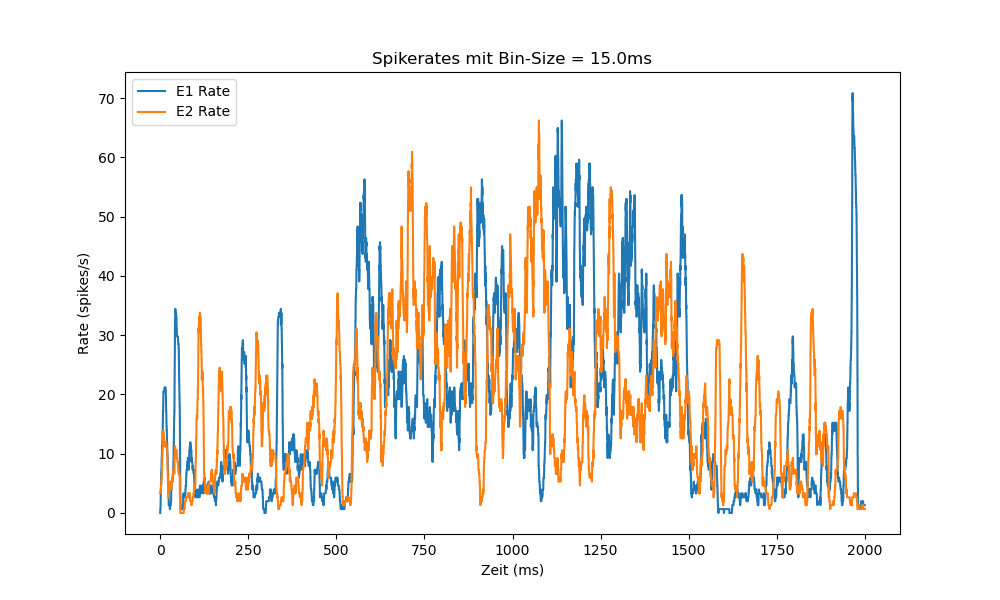 Spikerates mit Bin-Size = 15.0ms
E1 Rate
E2 Rate
70
60
50
40
30
20
10
0
Rate (spikes/s)
0 250 500 750 1000 1250 1500 1750 2000
Zeit (ms)